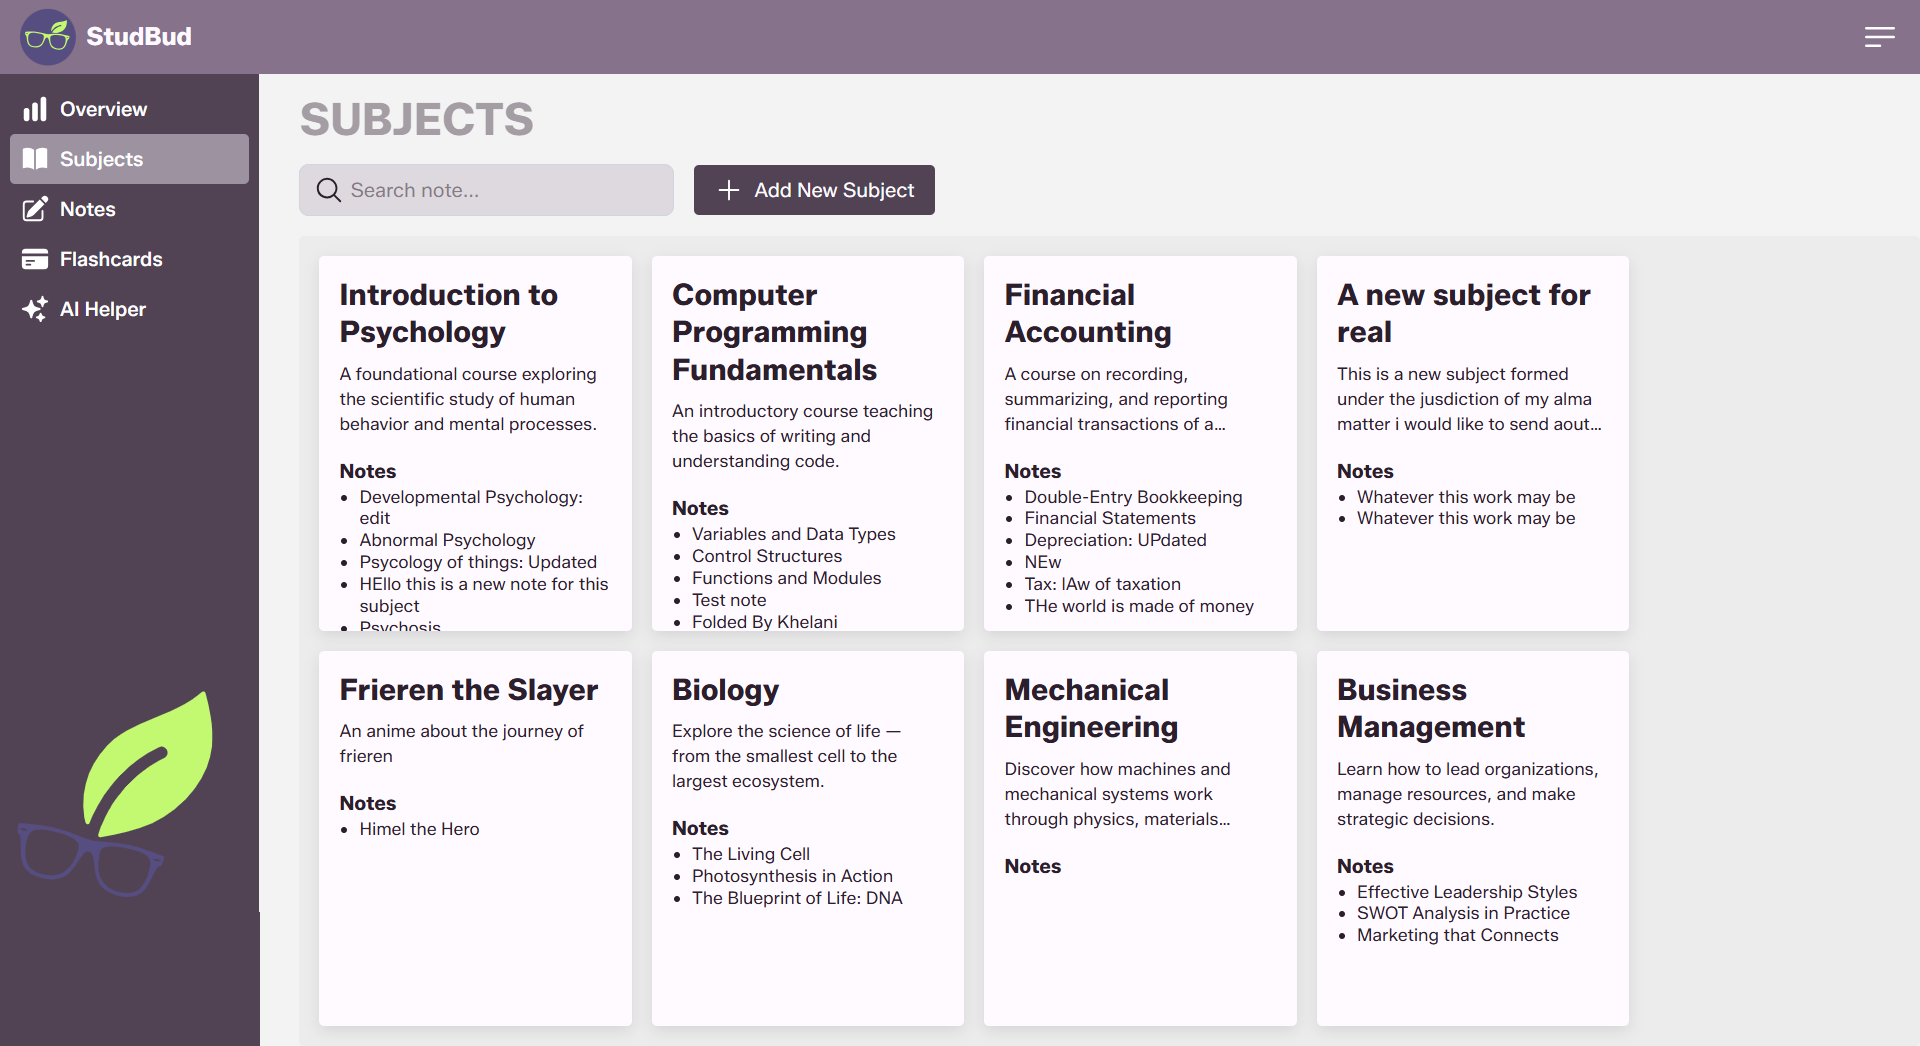 StudBud
Overview
Subjects
Notes
Flashcards
AI Helper
SUBJECTS
Search note...
Add New Subject
Introduction to
Psychology
A foundational course exploring
the scientific study of human
behavior and mental processes.
Notes
Developmental Psychology:
edit
Abnormal Psychology
Psycology of things: Updated
HEllo this is a new note for this
subject
Psychosis
Computer
Programming
Fundamentals
An introductory course teaching
the basics of writing and
understanding code.
Notes
Variables and Data Types
Control Structures
Functions and Modules
Test note
Folded By Khelani
Financial
Accounting
A course on recording,
summarizing, and reporting
financial transactions of a...
Notes
Double-Entry Bookkeeping
Financial Statements
Depreciation: UPdated
NEw
Tax: lAw of taxation
THe world is made of money
A new subject for
real
This is a new subject formed
under the jusdiction of my alma
matter i would like to send aout...
Notes
Whatever this work may be
Whatever this work may be
Frieren the Slayer
An anime about the journey of
frieren
Notes
Himel the Hero
Biology
Explore the science of life —
from the smallest cell to the
largest ecosystem.
Notes
The Living Cell
Photosynthesis in Action
The Blueprint of Life: DNA
Mechanical
Engineering
Discover how machines and
mechanical systems work
through physics, materials...
Notes
Business
Management
Learn how to lead organizations,
manage resources, and make
strategic decisions.
Notes
Effective Leadership Styles
SWOT Analysis in Practice
Marketing that Connects